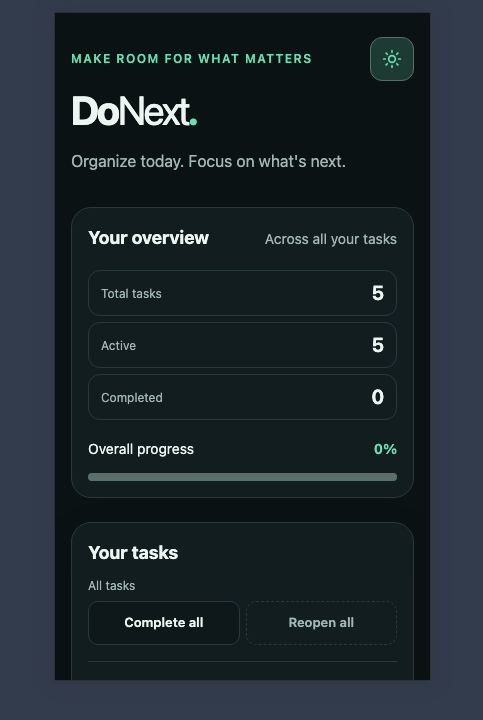 MAKE ROOM FOR WHAT MATTERS
DoNext.
Organize today. Focus on what's next.
Your overview
Across all your tasks
Total tasks
5
Active
5
Completed
0
Overall progress
0%
Your tasks
All tasks
Complete all
Reopen all